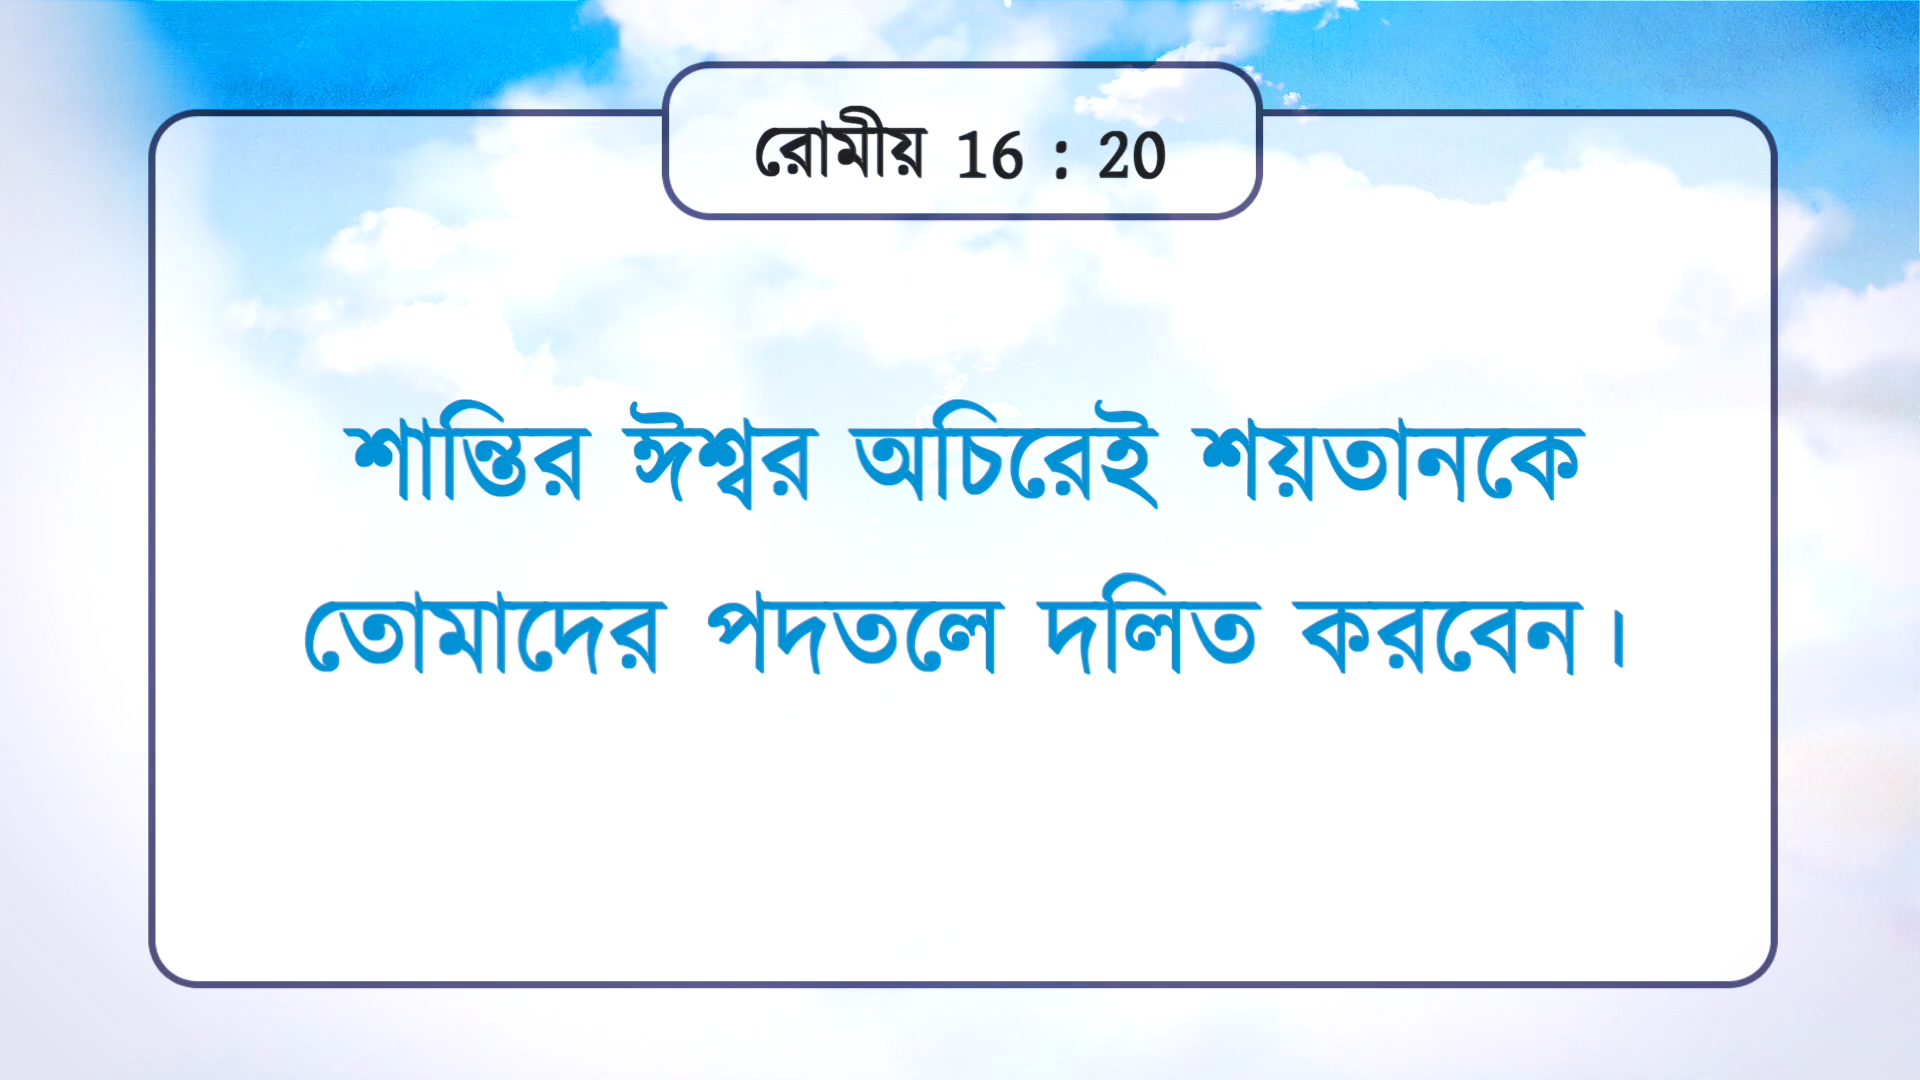 রোমীয় 16 : 20
শান্তির ঈশ্বর অচিরেই শয়তানকে
তোমাদের পদতলে দলিত করবেন।